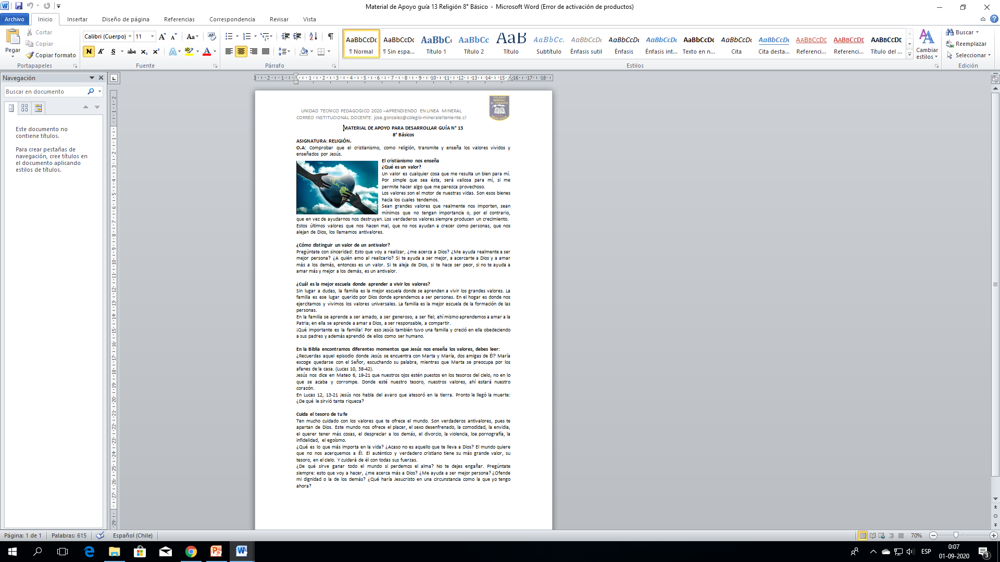 Material de Apoyo guía 13 Religión 8° Básico - Microsoft Word (Error de activación de productos)
Archivo Inicio Insertar Diseño de página Referencias Correspondencia Revisar Vista
Pegar
Cortar
Copiar
Copiar formato
Portapapeles
Calibri (Cuerpo) 11
Fuente
Párrafo
AaBbCcDc AaBbCcDc AaBbC AaBbCc AaB AaBbCc. AaBbCcDc AaBbCcDc AaBbCcDc AaBbCcDc AaBbCcDc AaBbCcDc AABBCCDE AABBCCDE AABBCCDE
¶ Normal ¶ Sin espa... Título 1 Título 2 Título Subtítulo Énfasis sutil Énfasis Énfasis int... Texto en n... Cita Cita desta... Referenci... Referenci... Título del ...
Estilos
Cambiar estilos
Buscar
Reemplazar
Seleccionar
Edición
Navegación
Buscar en documento
Este documento no
contiene títulos.
Para crear pestañas de
navegación, cree títulos en
el documento aplicando
estilos de títulos.
COLEGIO
MINERAL
EL TENIENTE
RANCAGUA
UNIDAD TECNICO PEDAGOGICO 2020 –APRENDIENDO EN LINEA MINERAL
CORREO INSTITUCIONAL DOCENTE: jose.gonzalez@colegio-mineralelteniente.cl
MATERIAL DE APOYO PARA DESARROLLAR GUÍA N° 13
8° Básicos
ASIGNATURA: RELIGIÓN.
O.A: Comprobar que el cristianismo, como religión, transmite y enseña los valores vividos y
enseñados por Jesús.
El cristianismo nos enseña
¿Qué es un valor?
Un valor es cualquier cosa que me resulta un bien para mí.
Por simple que sea ésta, será valiosa para mí, si me
permite hacer algo que me parezca provechoso.
Los valores son el motor de nuestras vidas. Son esos bienes
hacia los cuales tendemos.
Sean grandes valores que realmente nos importen, sean
mínimos que no tengan importancia o, por el contrario,
que en vez de ayudarnos nos destruyan. Los verdaderos valores siempre producen un crecimiento.
Estos últimos valores que nos hacen mal, que no nos ayudan a crecer como personas, que nos
alejan de Dios, los llamamos antivalores.
¿Cómo distinguir un valor de un antivalor?
Pregúntate con sinceridad: Esto que voy a realizar, ¿me acerca a Dios? ¿Me ayuda realmente a ser
mejor persona? ¿A quién amo al realizarlo? Si te ayuda a ser mejor, a acercarte a Dios y a amar
más a los demás, entonces es un valor. Si te aleja de Dios, si te hace ser peor, si no te ayuda a
amar más y mejor a los demás, es un antivalor.
¿Cuál es la mejor escuela donde aprender a vivir los valores?
Sin lugar a dudas, la familia es la mejor escuela donde se aprenden a vivir los grandes valores. La
familia es ese lugar querido por Dios donde aprendemos a ser personas. En el hogar es donde nos
ejercitamos y vivimos los valores universales. La familia es la mejor escuela de la formación de las
personas.
En la familia se aprende a ser amado, a ser generoso, a ser fiel; ahí mismo aprendemos a amar a la
Patria; en ella se aprende a amar a Dios, a ser responsable, a compartir.
¡Qué importante es la familia! Por eso Jesús también tuvo una familia y creció en ella obedeciendo
a sus padres y además aprendió de ellos como ser humano.
En la Biblia encontramos diferentes momentos que Jesús nos enseña los valores, debes leer:
¿Recuerdas aquel episodio donde Jesús se encuentra con Marta y María, dos amigas de Él? María
escoge quedarse con el Señor, escuchando su palabra, mientras que Marta se preocupa por los
afanes de la casa. (Lucas 10, 38-42).
Jesús nos dice en Mateo 6, 19-21 que nuestros ojos estén puestos en los tesoros del cielo, no en lo
que se acaba y corrompe. Donde esté nuestro tesoro, nuestros valores, ahí estará nuestro
corazón.
En Lucas 12, 13-21 Jesús nos habla del avaro que atesoró en la tierra. Pronto le llegó la muerte:
¿De qué le sirvió tanta riqueza?
Cuida el tesoro de tu fe
Ten mucho cuidado con los valores que te ofrece el mundo. Son verdaderos antivalores, pues te
apartan de Dios. Este mundo nos ofrece el placer, el sexo desenfrenado, la comodidad, la envidia,
el querer tener más cosas, el despreciar a los demás, el divorcio, la violencia, loa pornografía, la
infidelidad, el egoísmo.
¿Qué es lo que más importa en la vida? ¿Acaso no es aquello que te lleva a Dios? El mundo quiere
que no nos acerquemos a Él. El auténtico y verdadero cristiano tiene su más grande valor, su
tesoro, en el cielo. Y cuidará de él con todas sus fuerzas.
¿De qué sirve ganar todo el mundo si perdemos el alma? No te dejes engañar. Pregúntate
siempre: esto que voy a hacer, ¿me acerca más a Dios? ¿Me ayuda a ser mejor persona? ¿Ofende
mi dignidad o la de los demás? ¿Qué haría Jesucristo en una circunstancia como la que yo tengo
ahora?
Página: 1 de 1 Palabras: 615 Español (Chile) 70%
ESP 0:07
01-09-2020 3